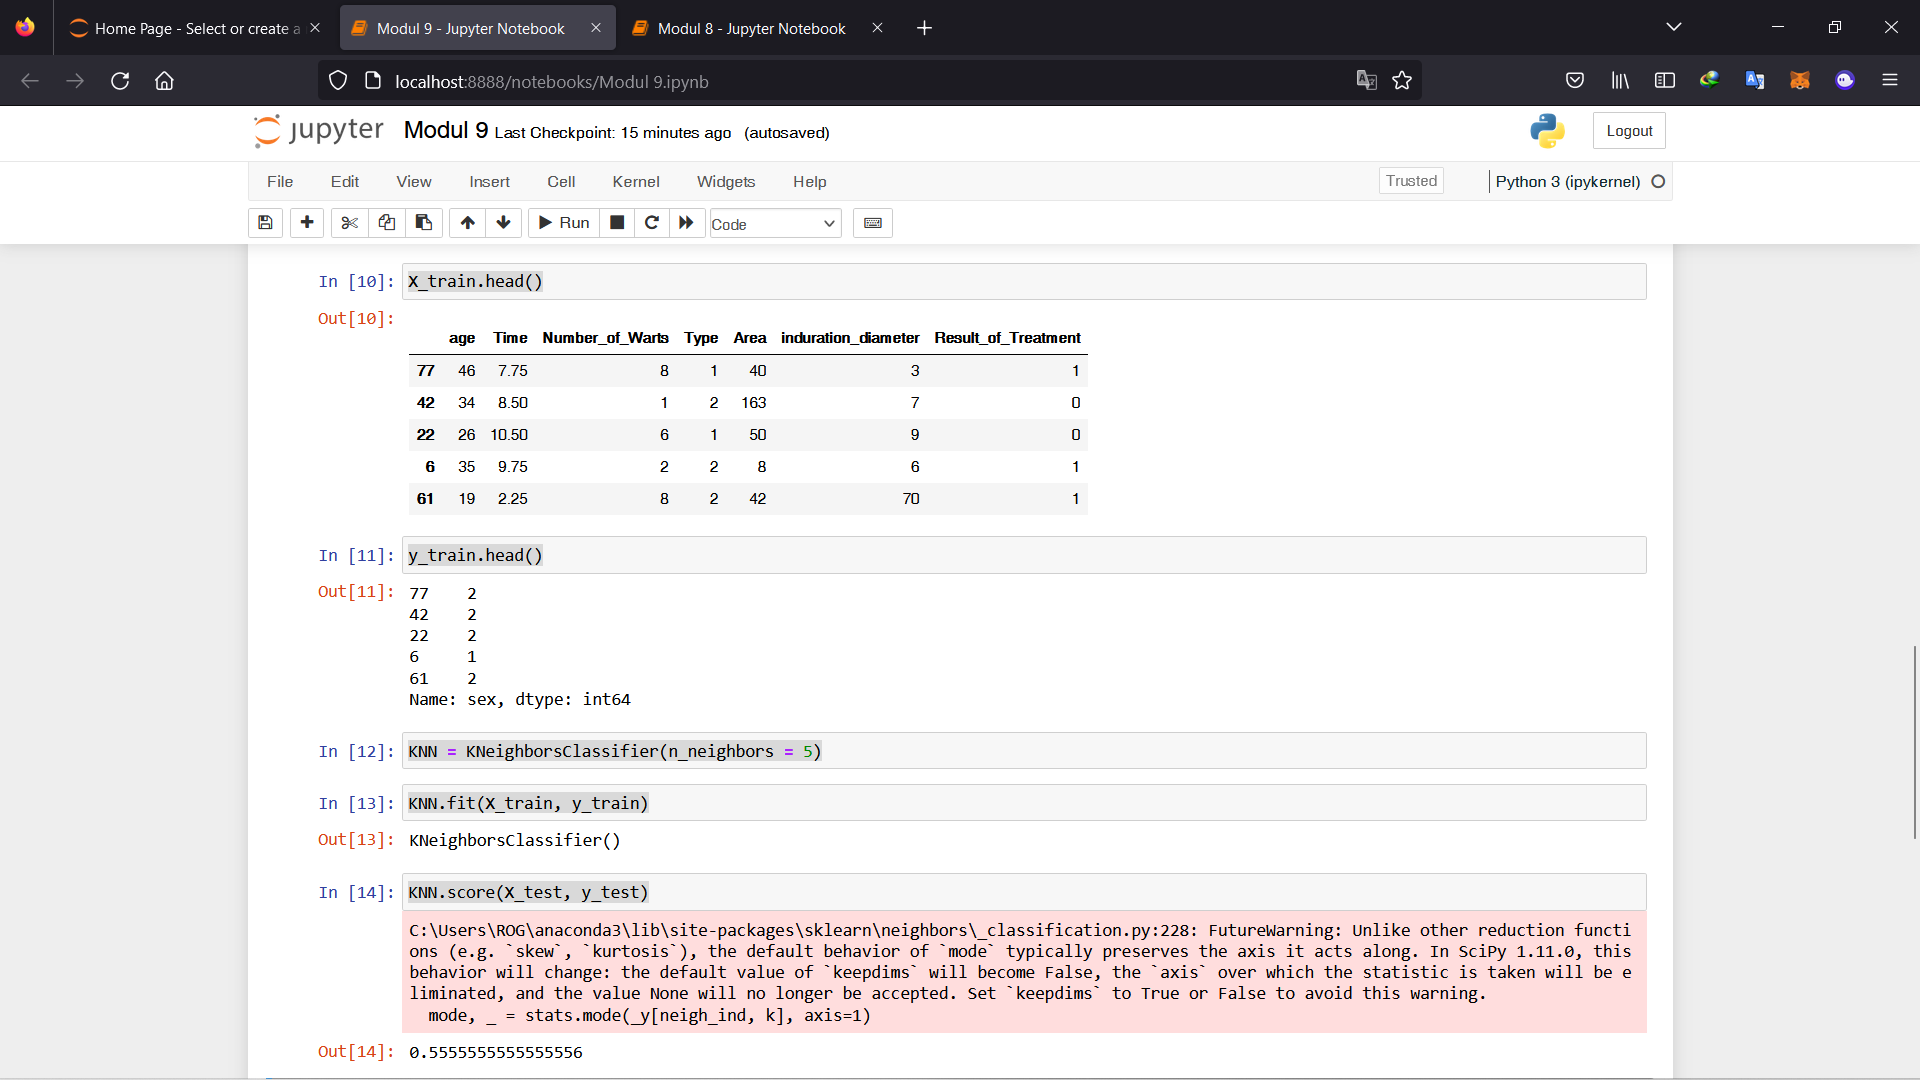 Home Page - Select or create a
Modul 9 - Jupyter Notebook
Modul 8 - Jupyter Notebook
localhost:8888/notebooks/Modul 9.ipynb
jupyter Modul 9 Last Checkpoint: 15 minutes ago (autosaved)
Logout
File Edit View Insert Cell Kernel Widgets Help
Trusted
Python 3 (ipykernel)
Run
Code
In [10]: X_train.head()
Out[10]:
age Time Number_of_Warts Type Area induration_diameter Result_of_Treatment
77 46 7.75 8 1 40 3 1
42 34 8.50 1 2 163 7 0
22 26 10.50 6 1 50 9 0
6 35 9.75 2 2 8 6 1
61 19 2.25 8 2 42 70 1
In [11]: y_train.head()
Out[11]: 77 2
42 2
22 2
6 1
61 2
Name: sex, dtype: int64
In [12]: KNN = KNeighborsClassifier(n_neighbors = 5)
In [13]: KNN.fit(X_train, y_train)
Out[13]: KNeighborsClassifier()
In [14]: KNN.score(X_test, y_test)
C:\Users\ROG\anaconda3\lib\site-packages\sklearn\neighbors\_classification.py:228: FutureWarning: Unlike other reduction functi
ons (e.g. `skew`, `kurtosis`), the default behavior of `mode` typically preserves the axis it acts along. In SciPy 1.11.0, this
behavior will change: the default value of `keepdims` will become False, the `axis` over which the statistic is taken will be e
liminated, and the value None will no longer be accepted. Set `keepdims` to True or False to avoid this warning.
mode, _ = stats.mode(_y[neigh_ind, k], axis=1)
Out[14]: 0.5555555555555556